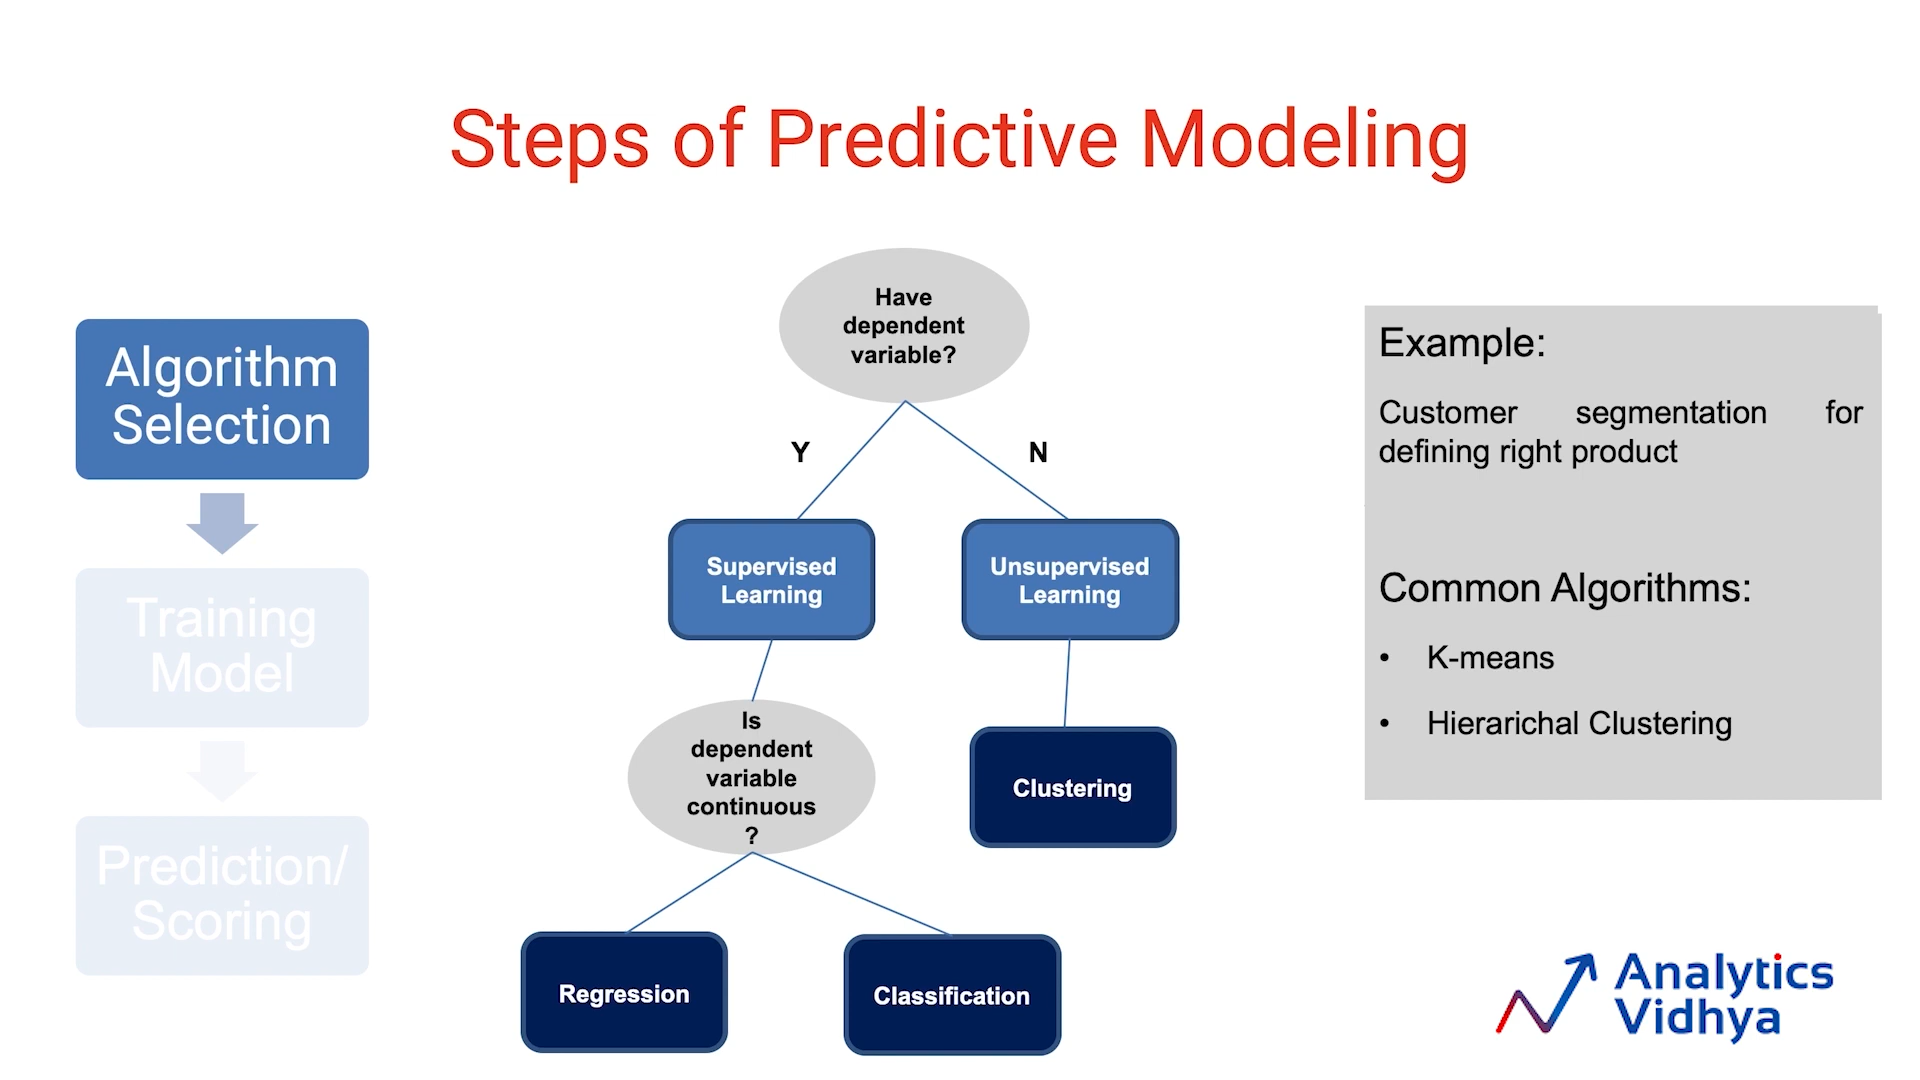 Steps of Predictive Modeling
Algorithm
Selection
Training
Model
Prediction/
Scoring
Have
dependent
variable?
Y
N
Supervised
Learning
Unsupervised
Learning
Is
dependent
variable
continuous
?
Clustering
Regression
Classification
Example:
Customer segmentation for
defining right product
Common Algorithms:
• K-means
• Hierarichal Clustering
Analytics
Vidhya